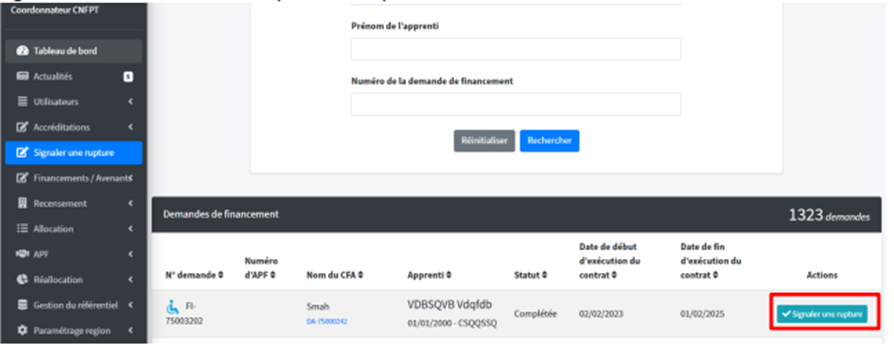 Coordonnateur CNFPT
Tableau de bord
Actualités 5
Utilisateurs
Accréditations
Signaler une rupture
Financements / Avenants
Recensement
Allocation
APF
Réallocation
Gestion du référentiel
Paramétrage region
Prénom de l'apprenti
Numéro de la demande de financement
Réinitialiser Rechercher
Demandes de financement 1323 demandes
N° demande Numéro d'APF Nom du CFA Apprenti Statut Date de début d'exécution du contrat Date de fin d'exécution du contrat Actions
FI-75003202 Smah DA-75000242 VDBSQVB Vdqfdb 01/01/2000 - CSQQSSQ Complétée 02/02/2023 01/02/2025 Signaler une rupture